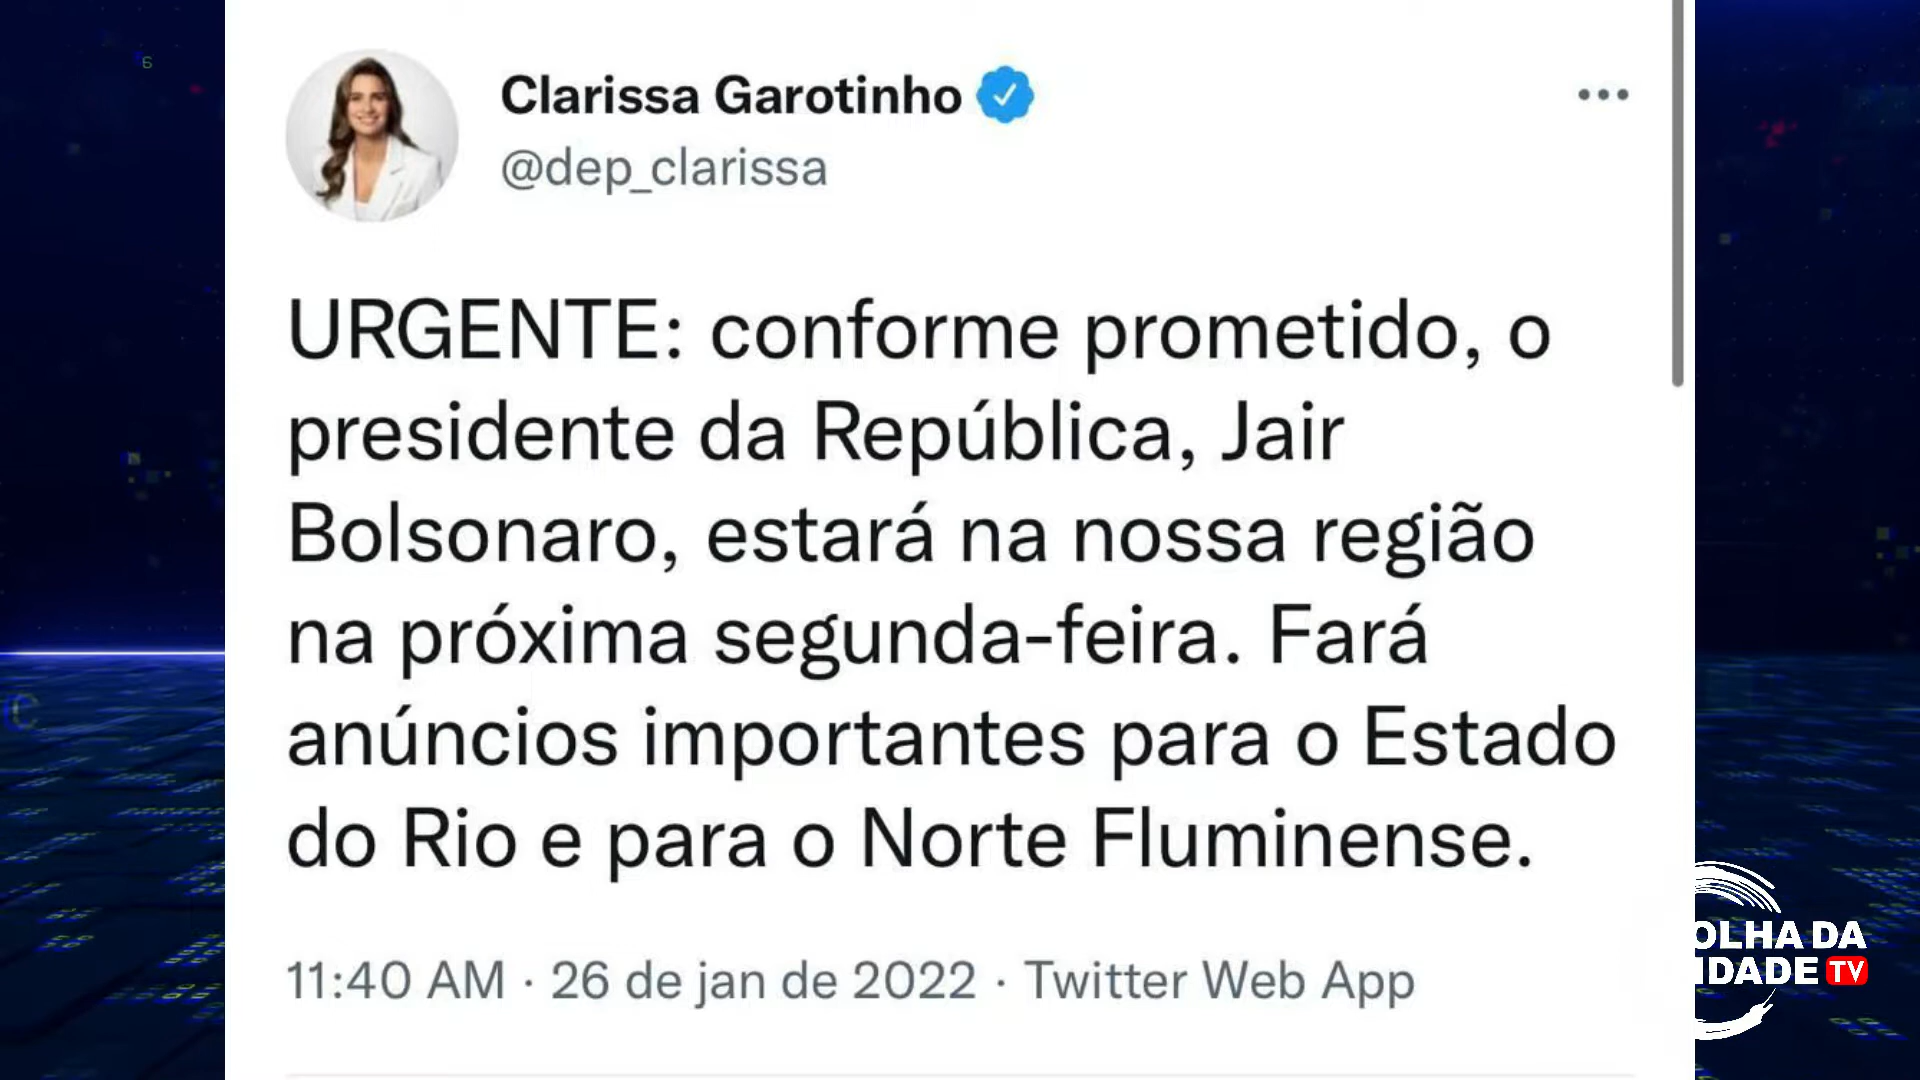 Clarissa Garotinho
@dep_clarissa
URGENTE: conforme prometido, o
presidente da República, Jair
Bolsonaro, estará na nossa região
na próxima segunda-feira. Fará
anúncios importantes para o Estado
do Rio e para o Norte Fluminense.
11:40 AM · 26 de jan de 2022 · Twitter Web App
OLHA DA
IDADE TV